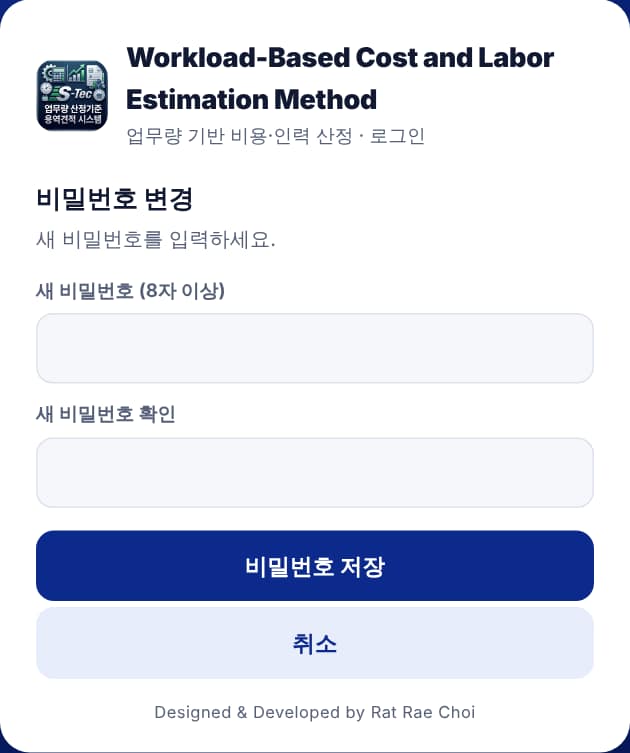 S-Tec
업무량 산정기준
용역견적 시스템
Workload-Based Cost and Labor
Estimation Method
업무량 기반 비용·인력 산정 · 로그인
비밀번호 변경
새 비밀번호를 입력하세요.
새 비밀번호 (8자 이상)
새 비밀번호 확인
비밀번호 저장
취소
Designed & Developed by Rat Rae Choi